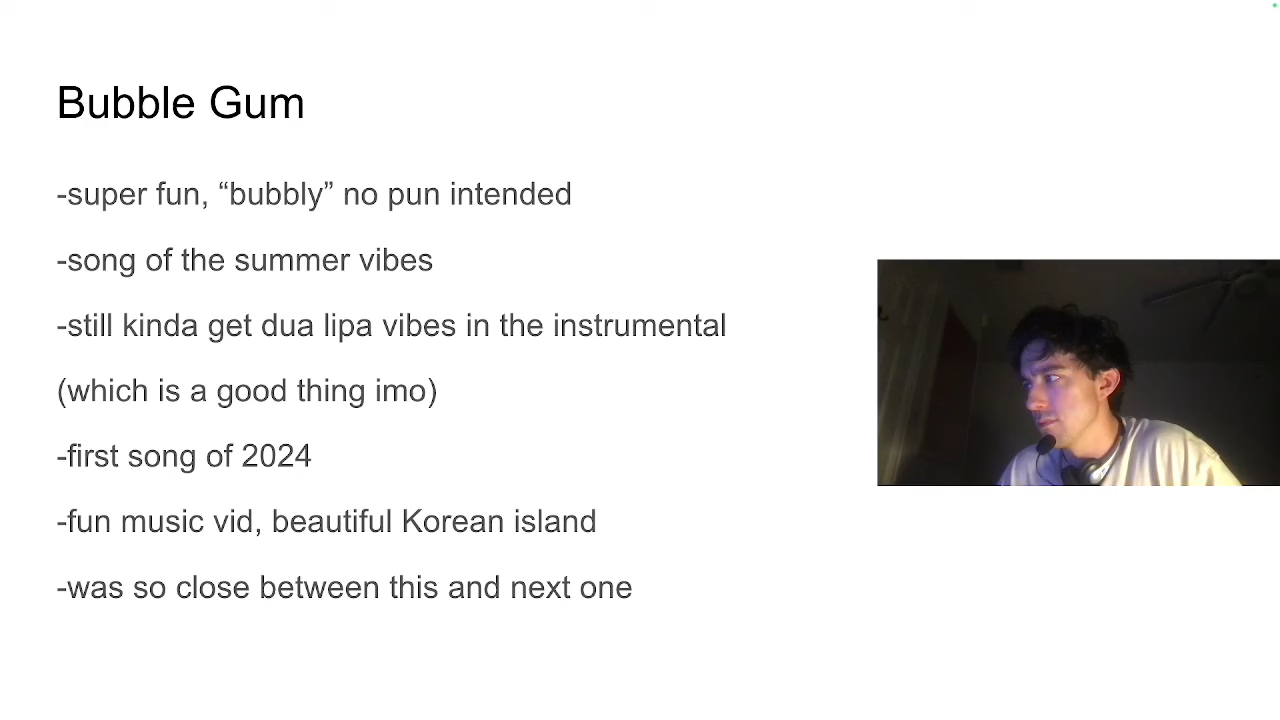 Bubble Gum
-super fun, “bubbly” no pun intended
-song of the summer vibes
-still kinda get dua lipa vibes in the instrumental
(which is a good thing imo)
-first song of 2024
-fun music vid, beautiful Korean island
-was so close between this and next one